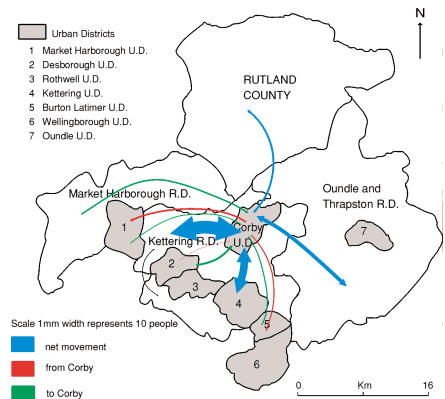 N
Urban Districts
1 Market Harborough U.D.
2 Desborough U.D.
3 Rothwell U.D.
4 Kettering U.D.
5 Burton Latimer U.D.
6 Wellingborough U.D.
7 Oundle U.D.
RUTLAND
COUNTY
Market Harborough R.D.
Oundle and
Thrapston R.D.
1
Kettering R.D.
Corby
U.D.
7
2
3
4
5
6
Scale 1mm width represents 10 people
net movement
from Corby
to Corby
0 Km 16